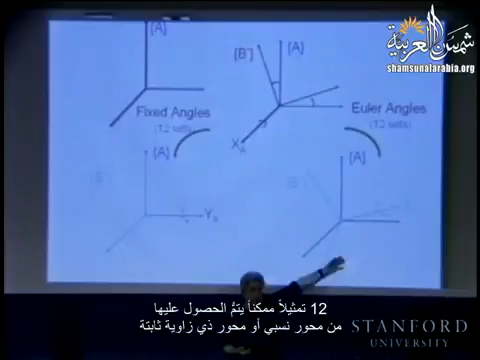 شمس العربية
shamsunalarabia.org
{A}
{B'}
{A}
Fixed Angles
(12 sets)
Euler Angles
(12 sets)
X_A
{A}
{A}
12 تمثيلاً ممكناً يتمُّ الحصول عليها
من محور نسبي أو محور ذي زاوية ثابتة
STANFORD
UNIVERSITY